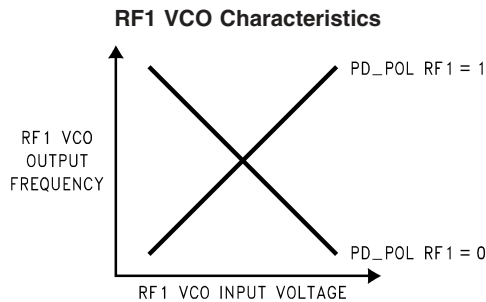 RF1 VCO Characteristics
PD_POL RF1 = 1
RF1 VCO
OUTPUT
FREQUENCY
PD_POL RF1 = 0
RF1 VCO INPUT VOLTAGE